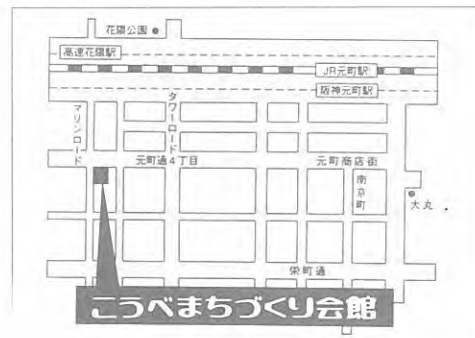 花隈公園
高速花隈駅
JR元町駅
阪神元町駅
マリンロード
タワーロード
元町通4丁目
元町商店街
南京町
大丸
栄町通
こうべまちづくり会館